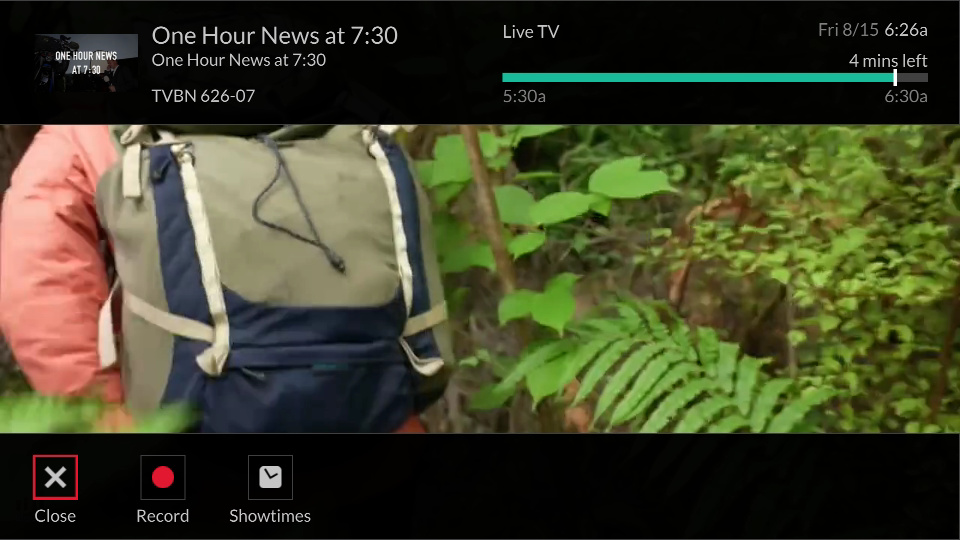 ONE HOUR NEWS
AT 7:30
One Hour News at 7:30
One Hour News at 7:30
TVBN 626-07
Live TV
Fri 8/15 6:26a
4 mins left
5:30a
6:30a
Close
Record
Showtimes